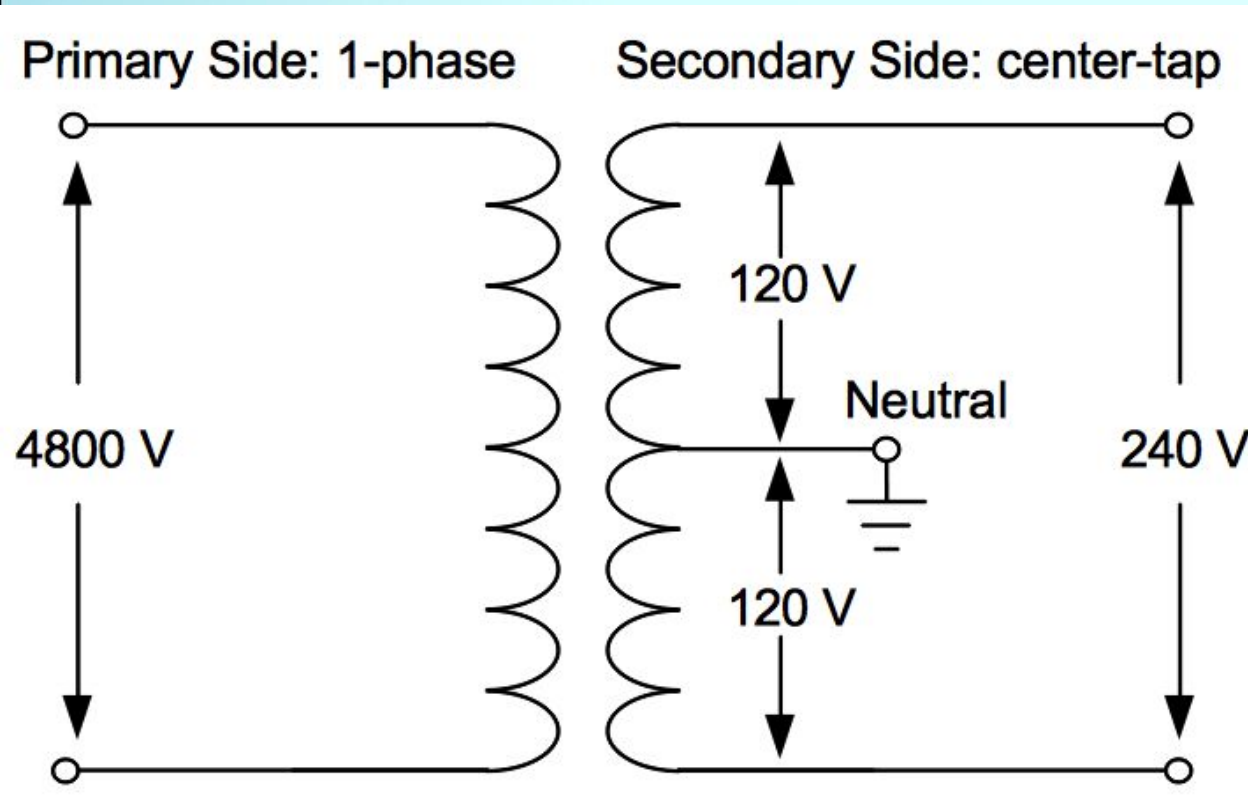 Primary Side: 1-phase
Secondary Side: center-tap
120 V
Neutral
4800 V
240 V
120 V